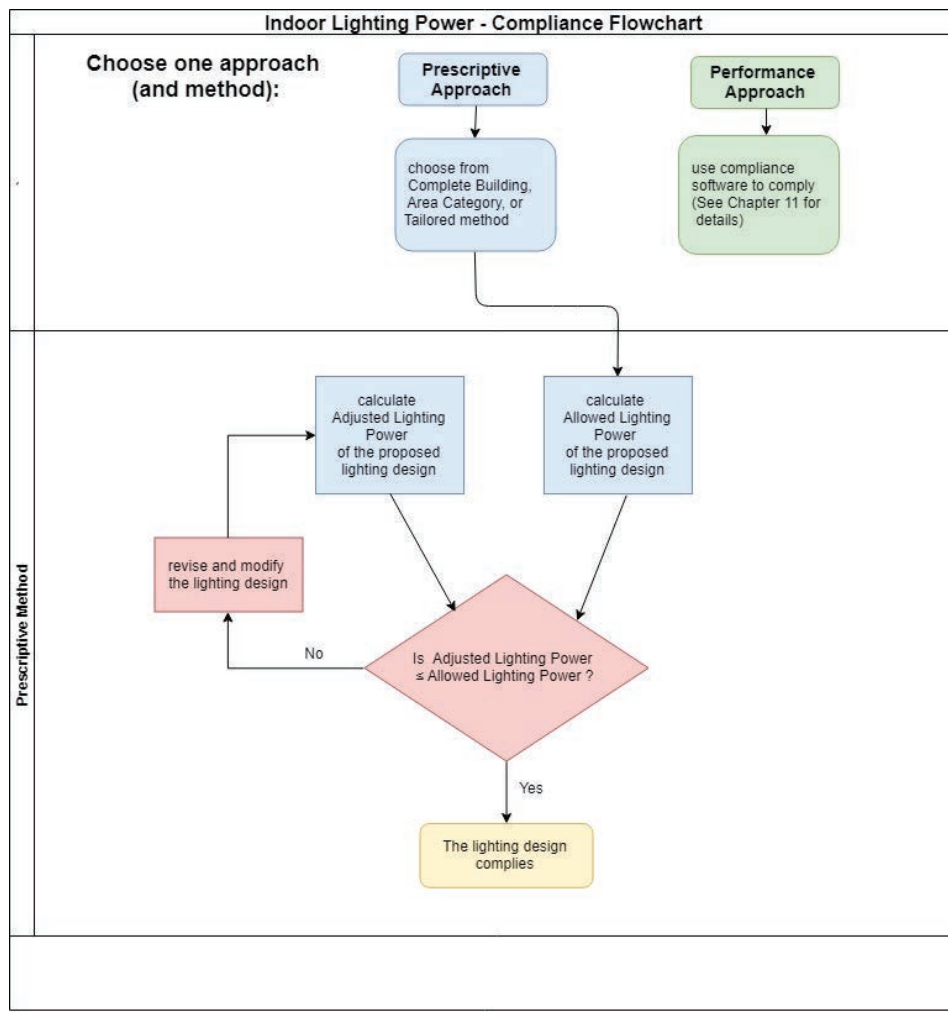 Indoor Lighting Power - Compliance Flowchart
Choose one approach
(and method):
Prescriptive
Approach
Performance
Approach
choose from
Complete Building,
Area Category, or
Tailored method
use compliance
software to comply
(See Chapter 11 for
details)
Prescriptive Method
calculate
Adjusted Lighting
Power
of the proposed
lighting design
calculate
Allowed Lighting
Power
of the proposed
lighting design
revise and modify
the lighting design
No
Is Adjusted Lighting Power
≤ Allowed Lighting Power ?
Yes
The lighting design
complies